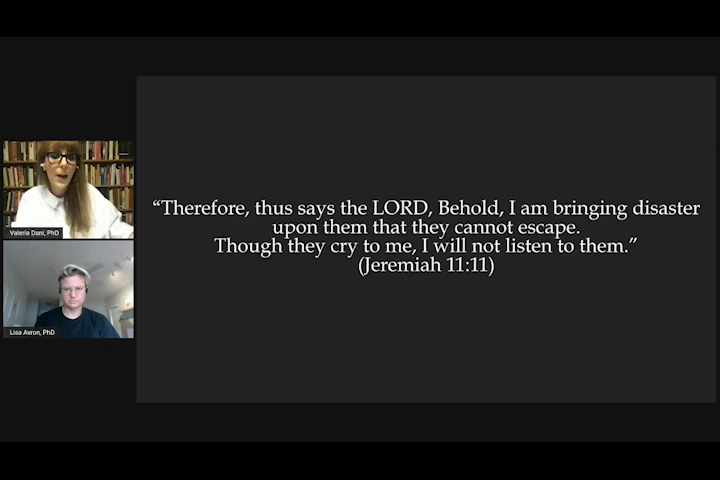 “Therefore, thus says the LORD, Behold, I am bringing disaster
upon them that they cannot escape.
Though they cry to me, I will not listen to them.”
(Jeremiah 11:11)
Valeria Dani, PhD
Lisa Avron, PhD